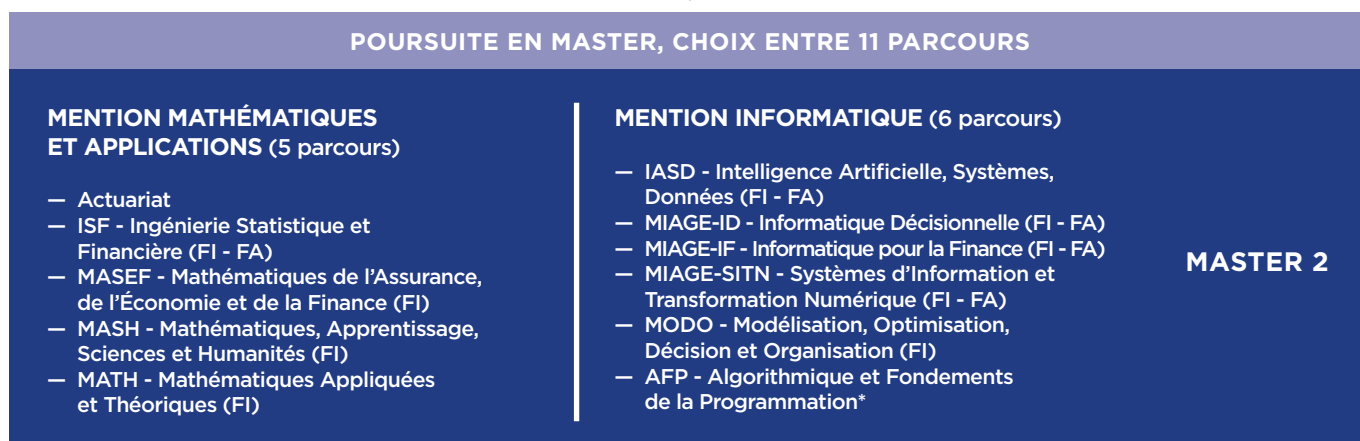 POURSUITE EN MASTER, CHOIX ENTRE 11 PARCOURS
MENTION MATHÉMATIQUES
ET APPLICATIONS (5 parcours)
— Actuariat
— ISF - Ingénierie Statistique et
Financière (FI - FA)
— MASEF - Mathématiques de l’Assurance,
de l’Économie et de la Finance (FI)
— MASH - Mathématiques, Apprentissage,
Sciences et Humanités (FI)
— MATH - Mathématiques Appliquées
et Théoriques (FI)
MENTION INFORMATIQUE (6 parcours)
— IASD - Intelligence Artificielle, Systèmes,
Données (FI - FA)
— MIAGE-ID - Informatique Décisionnelle (FI - FA)
— MIAGE-IF - Informatique pour la Finance (FI - FA)
— MIAGE-SITN - Systèmes d’Information et
Transformation Numérique (FI - FA)
— MODO - Modélisation, Optimisation,
Décision et Organisation (FI)
— AFP - Algorithmique et Fondements
de la Programmation*
MASTER 2